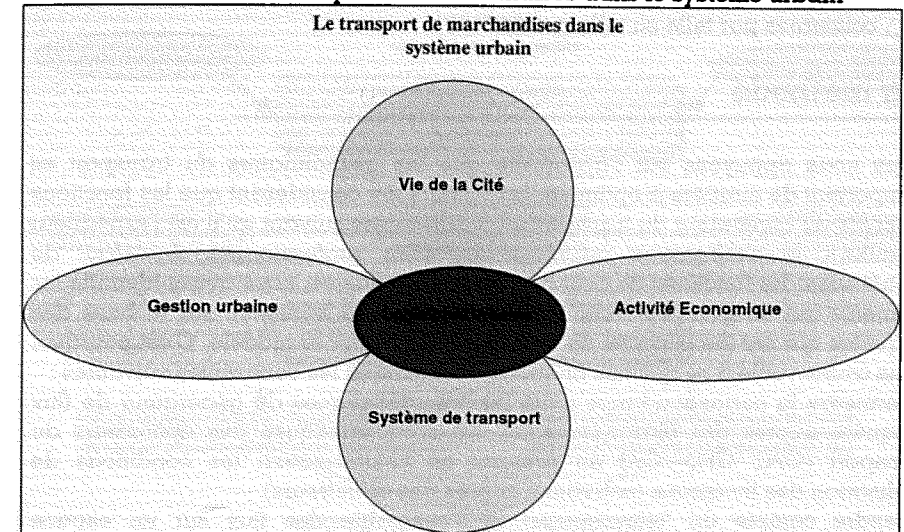 Le transport de marchandises dans le
système urbain
Vie de la Cité
Gestion urbaine
Activité Economique
Système de transport